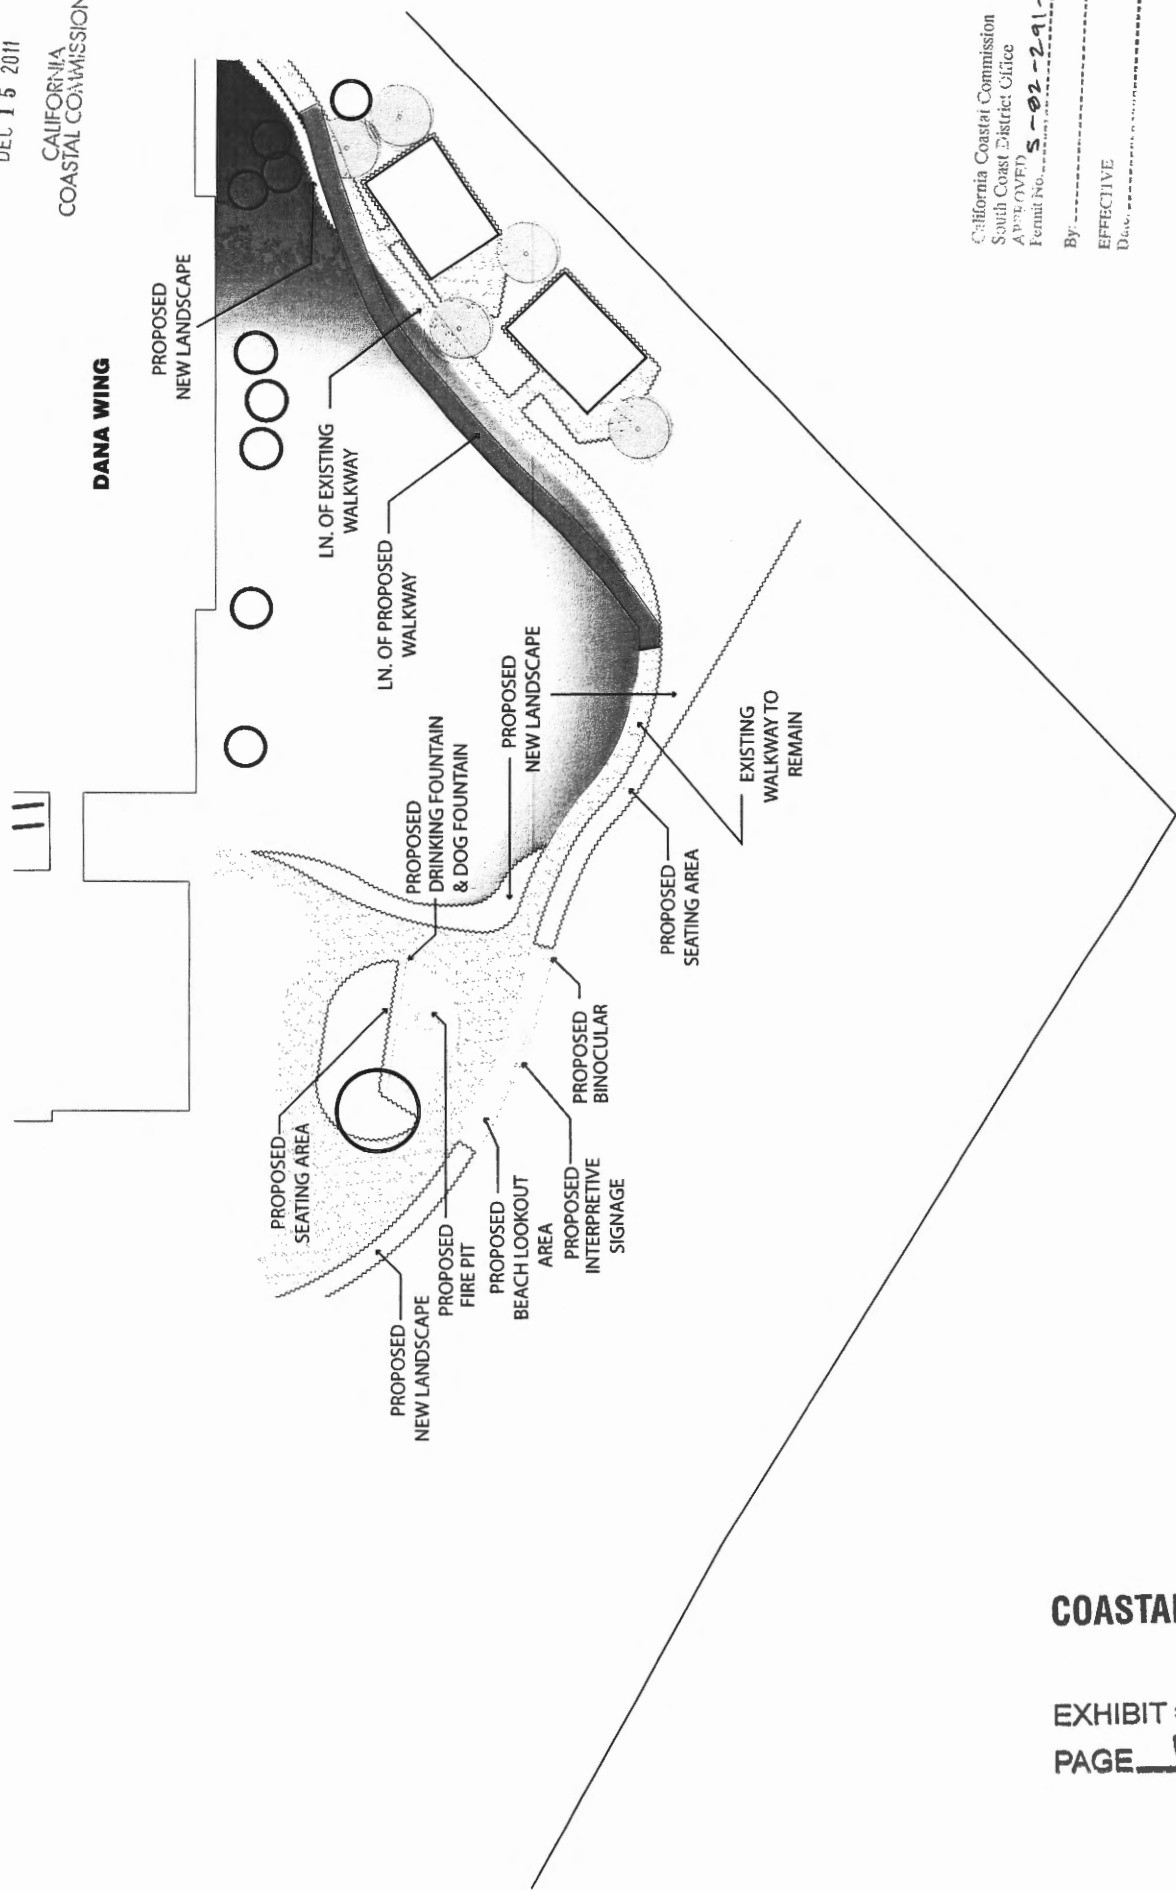 DEC 15 2011
CALIFORNIA
COASTAL COMMISSION
DANA WING
PROPOSED
NEW LANDSCAPE
LN. OF EXISTING
WALKWAY
LN. OF PROPOSED
WALKWAY
PROPOSED
DRINKING FOUNTAIN
& DOG FOUNTAIN
PROPOSED
NEW LANDSCAPE
EXISTING
WALKWAY TO
REMAIN
PROPOSED
SEATING AREA
PROPOSED
BINOCULAR
PROPOSED
INTERPRETIVE
SIGNAGE
PROPOSED
BEACH LOOKOUT
AREA
PROPOSED
SEATING AREA
PROPOSED
FIRE PIT
PROPOSED
NEW LANDSCAPE
California Coastal Commission
South Coast District Office
APPROVED
Permit No. 5-02-291-
By:
EFFECTIVE
Date:
COASTAL
EXHIBIT
PAGE